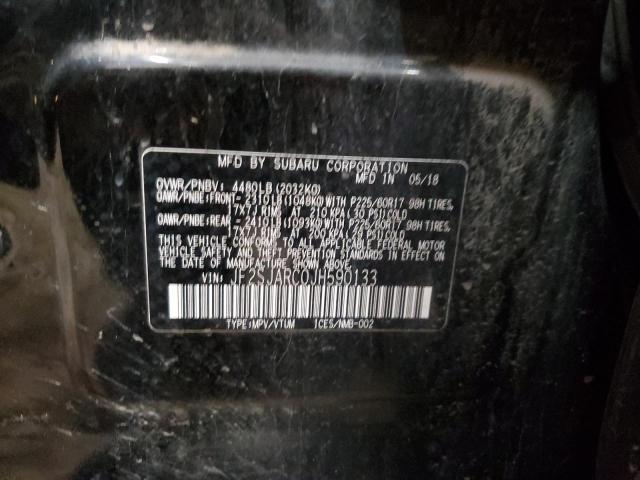 MFD BY SUBARU CORPORATION
MFD IN 05/18
GVWR/PNBV: 4480LB (2032KG)
GAWR/PNBE:FRONT- 2310LB(1048KG)WITH P225/60R17 98H TIRES,
17X7J RIMS AT 210 KPA(30 PSI)COLD
GAWR/PNBE:REAR- 2410LB(1093KG)WITH P225/60R17 98H TIRES,
17X7J RIMS AT 200 KPA PSI)COLD
THIS VEHICLE CONFORMS TO ALL APPLICABLE FEDERAL MOTOR
VEHICLE SAFETY AND THEFT PREVENTION STANDARDS IN EFFECT
ON THE DATE OF MANUFACTURE SHOWN ABOVE.
VIN: JF2SJARC0JH590133
TYPE:MPV/VTUM ICES/NMB-002